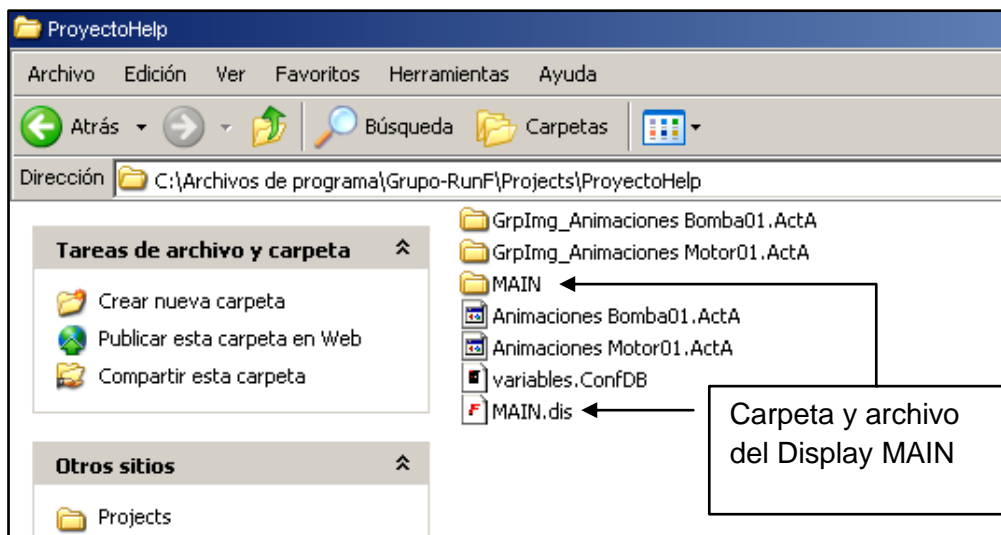 ProyectoHelp
Archivo Edición Ver Favoritos Herramientas Ayuda
Atrás Búsqueda Carpetas
Dirección C:\Archivos de programa\Grupo-RunF\Projects\ProyectoHelp
Tareas de archivo y carpeta
Crear nueva carpeta
Publicar esta carpeta en Web
Compartir esta carpeta
Otros sitios
Projects
GrpImg_Animaciones Bomba01.ActA
GrpImg_Animaciones Motor01.ActA
MAIN
Animaciones Bomba01.ActA
Animaciones Motor01.ActA
variables.ConfDB
MAIN.dis
Carpeta y archivo
del Display MAIN